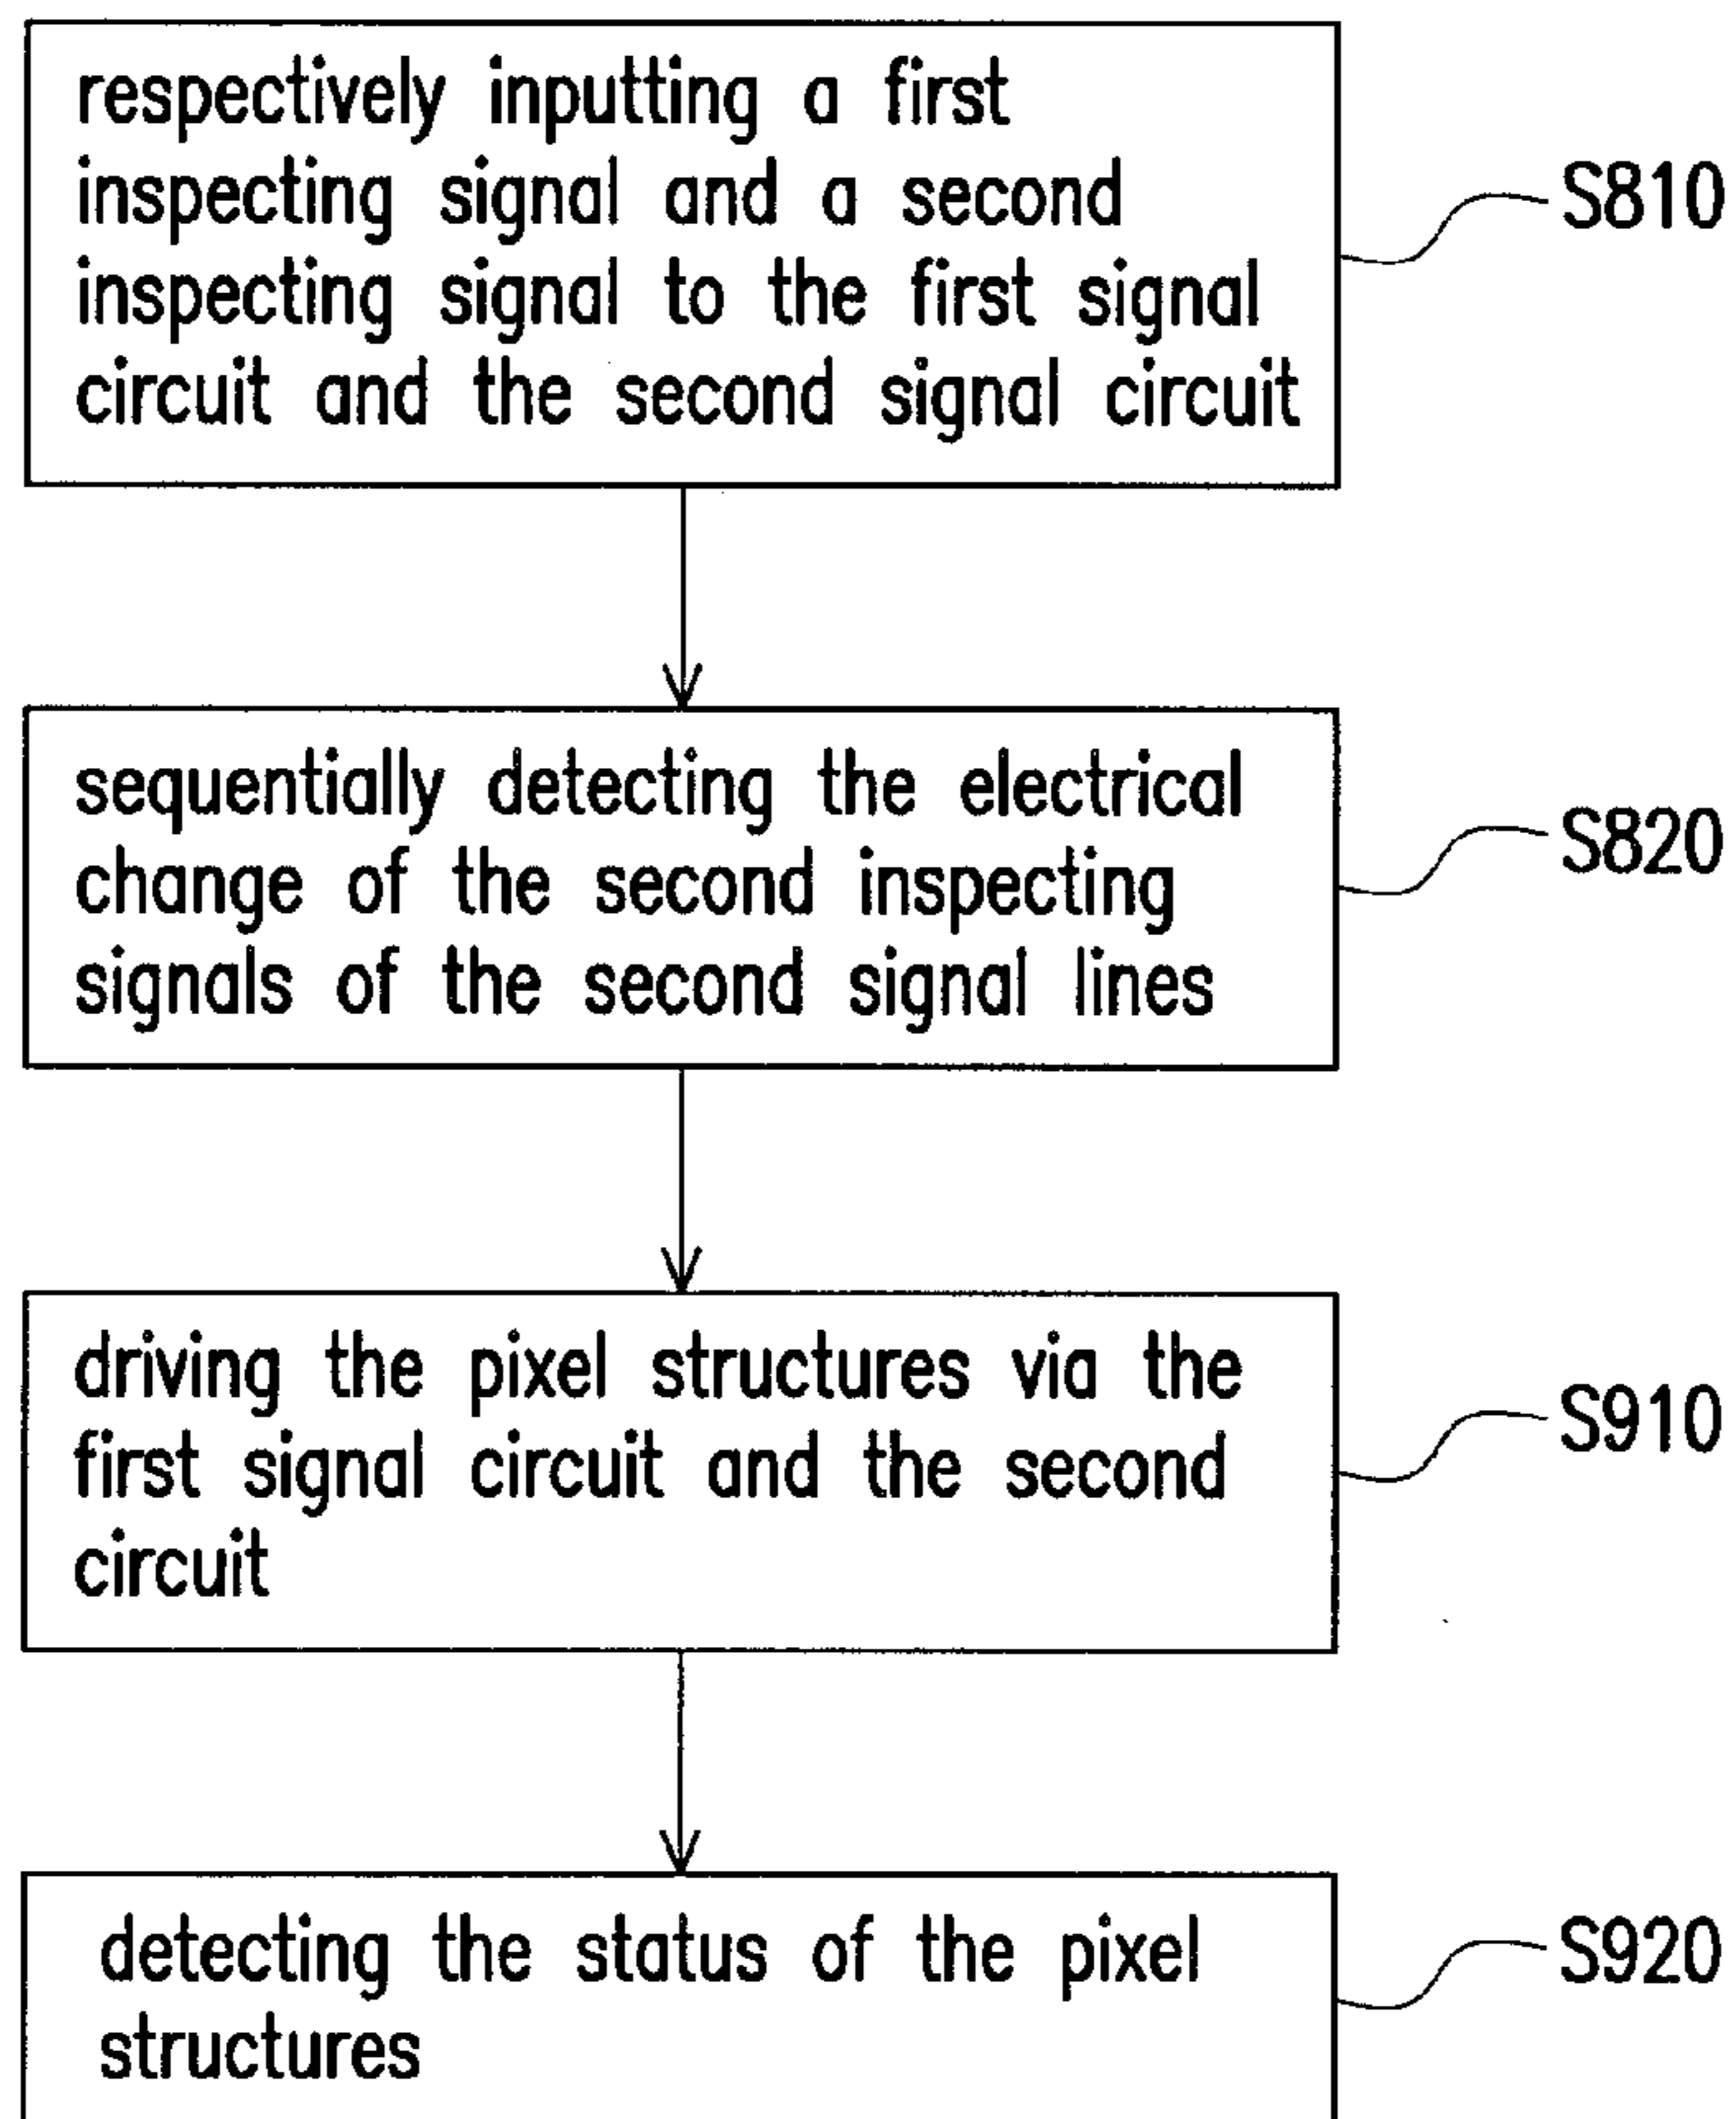 respectively inputting a first
inspecting signal and a second
inspecting signal to the first signal
circuit and the second signal circuit
S810
sequentially detecting the electrical
change of the second inspecting
signals of the second signal lines
S820
driving the pixel structures via the
first signal circuit and the second
circuit
S910
detecting the status of the pixel
structures
S920